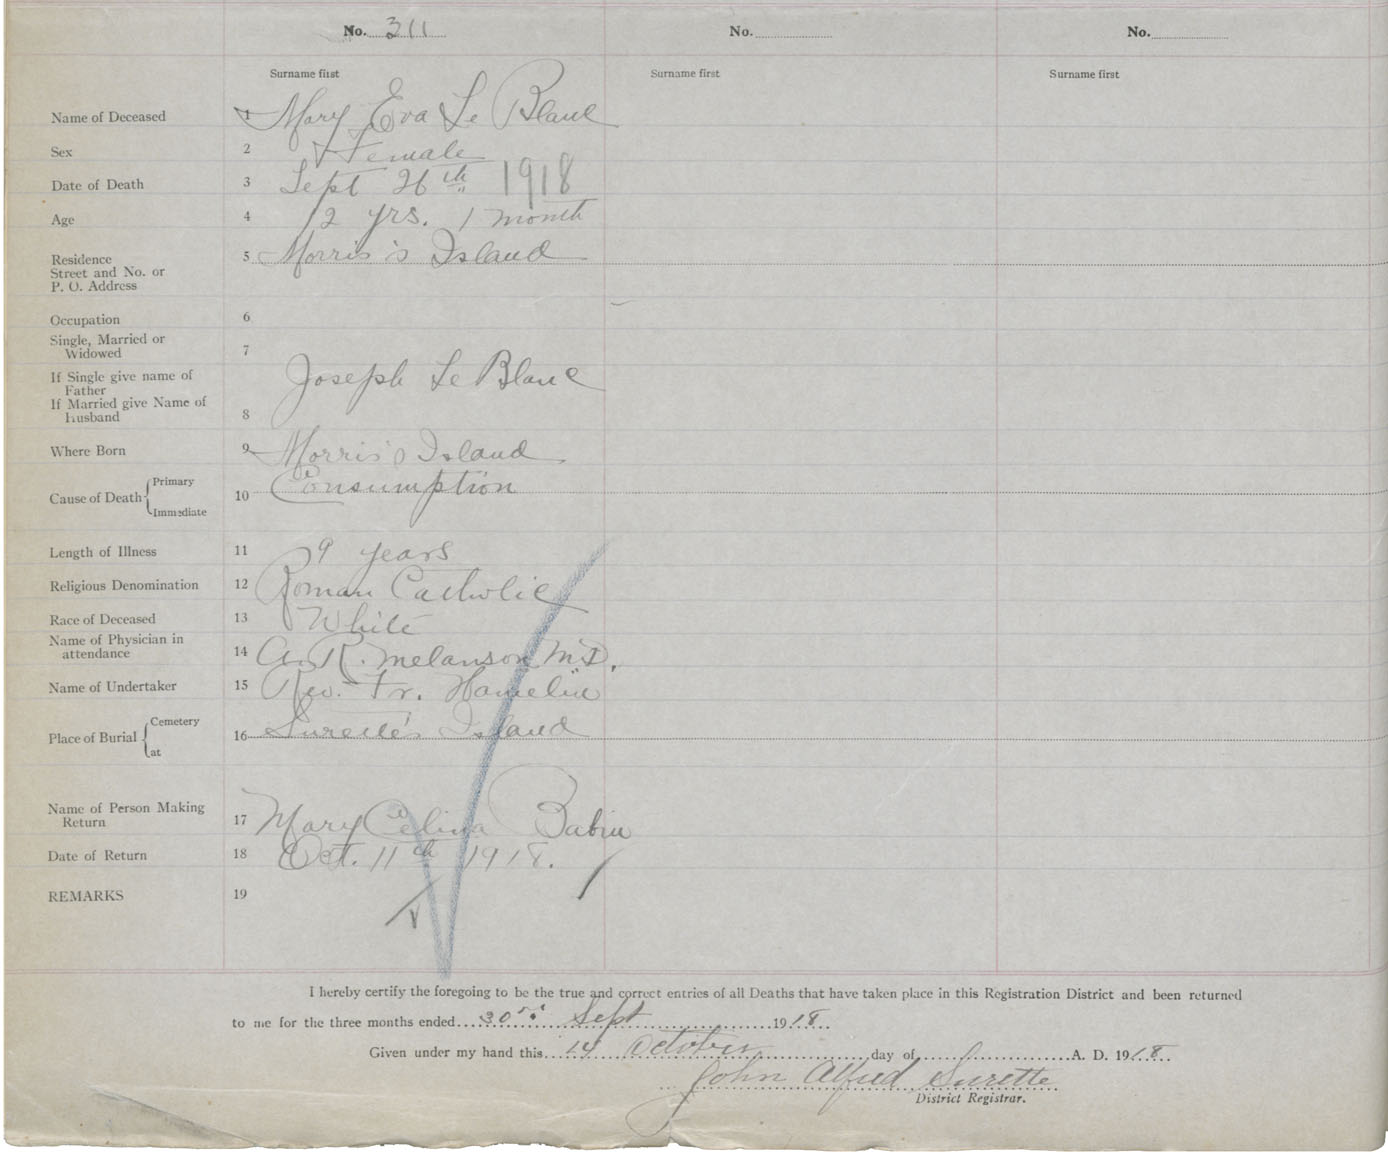 No. 311 No. No.
Surname first Surname first Surname first
Name of Deceased 1 Mary Eva Le Blanc
Sex 2 Female
Date of Death 3 Sept 26th 1918
Age 4 12 yrs. 1 month
Residence
Street and No. or
P. O. Address 5 Morris's Island
Occupation 6
Single, Married or
Widowed 7
If Single give name of
Father
If Married give Name of
Husband 8 Joseph Le Blanc
Where Born 9 Morris's Island
Cause of Death Primary
Immediate 10 Consumption
Length of Illness 11 9 years
Religious Denomination 12 Roman Catholic
Race of Deceased 13 White
Name of Physician in
attendance 14 A. R. Melanson M.D.
Name of Undertaker 15 Rev. Fr. Hamelin
Place of Burial Cemetery
at 16 Surette's Island
Name of Person Making
Return 17 Mary Celina Babin
Date of Return 18 Oct. 11th 1918.
REMARKS 19
I hereby certify the foregoing to be the true and correct entries of all Deaths that have taken place in this Registration District and been returned
to me for the three months ended 30 Sept 1918
Given under my hand this 14 October day of A. D. 1918
John Alfred Surette
District Registrar.